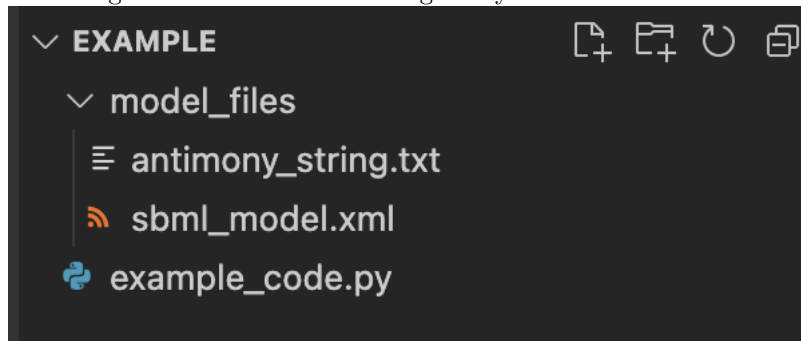 EXAMPLE
model_files
antimony_string.txt
sbml_model.xml
example_code.py